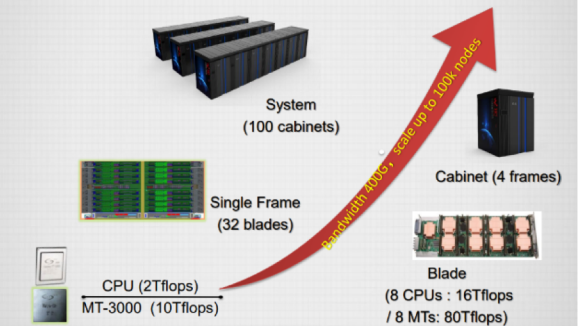 System
(100 cabinets)
Bandwidth 400G, scale up to 100k nodes
Cabinet (4 frames)
Single Frame
(32 blades)
CPU (2Tflops)
MT-3000 (10Tflops)
Blade
(8 CPUs : 16Tflops
/ 8 MTs: 80Tflops)